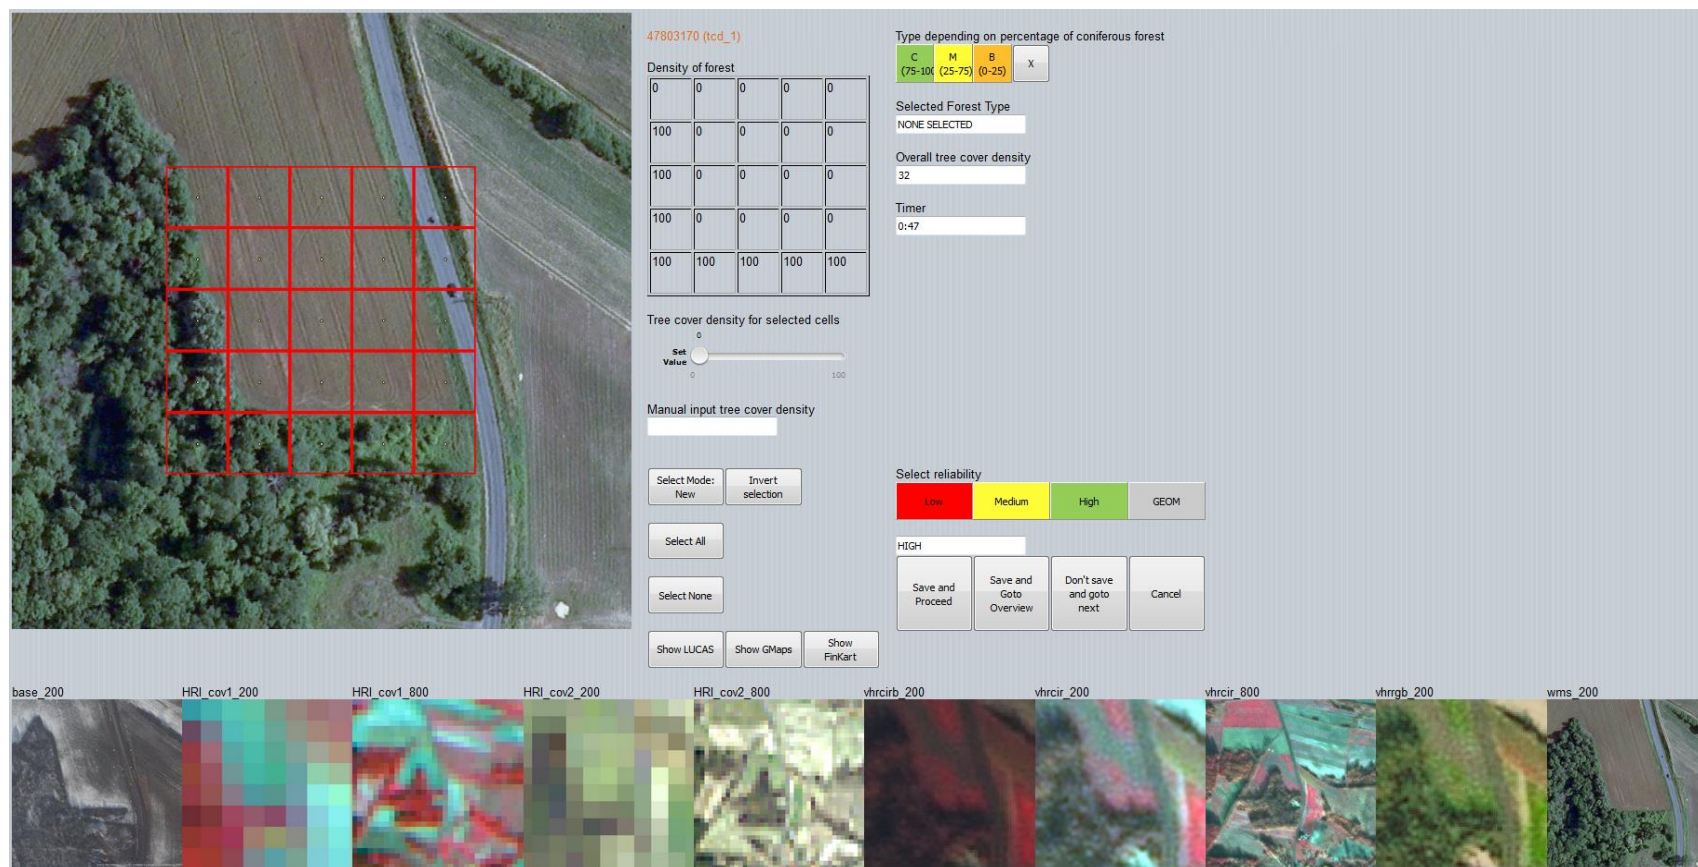 47803170 (tcd_1)
Density of forest
0 0 0 0 0
100 0 0 0 0
100 0 0 0 0
100 0 0 0 0
100 100 100 100 100
Tree cover density for selected cells
0
Set
Value
0 100
Manual input tree cover density
Select Mode:
New
Invert
selection
Select All
Select None
Show LUCAS
Show GMaps
Show
FinKart
Type depending on percentage of coniferous forest
C
(75-100
M
(25-75)
B
(0-25)
X
Selected Forest Type
NONE SELECTED
Overall tree cover density
32
Timer
0:47
Select reliability
Low
Medium
High
GEOM
HIGH
Save and
Proceed
Save and
Goto
Overview
Don't save
and goto
next
Cancel
base_200
HRI_cov1_200
HRI_cov1_800
HRI_cov2_200
HRI_cov2_800
vhrcirb_200
vhrcir_200
vhrcir_800
vhrrgb_200
wms_200